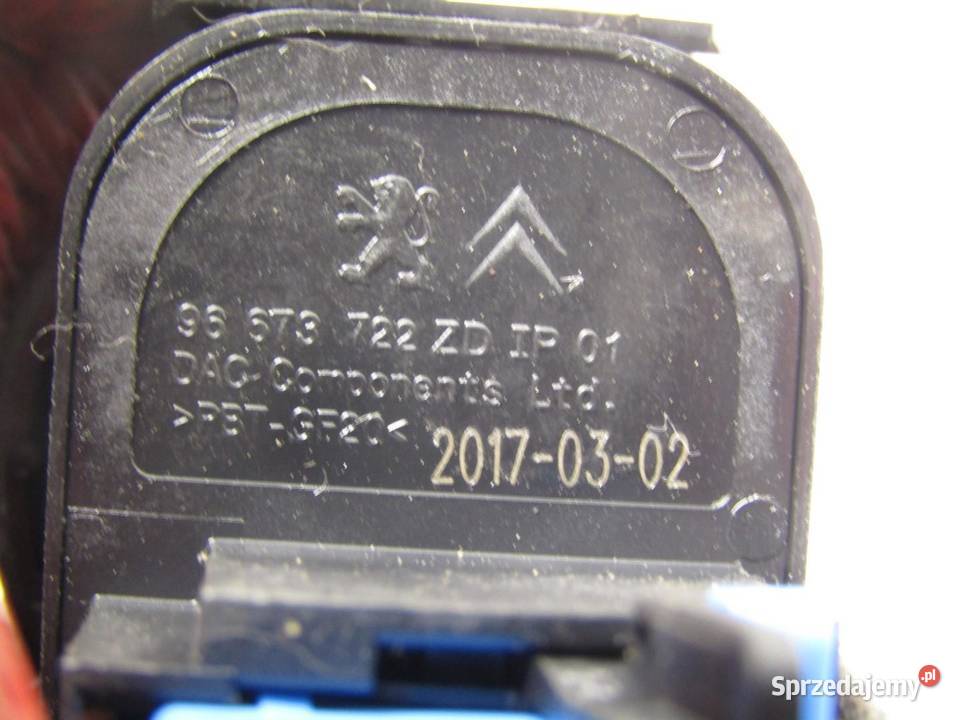 96 673 722 ZD IP 01
DAC Components Ltd.
>PBT-GF20<
2017-03-02
Sprzedajemy.pl